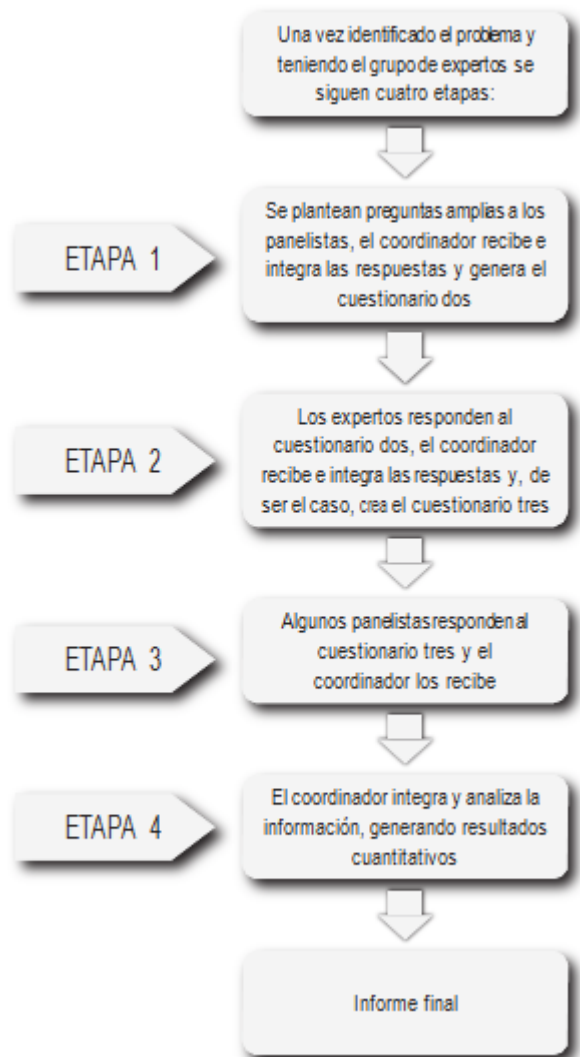 Una vez identificado el problema y
teniendo el grupo de expertos se
siguen cuatro etapas:
ETAPA 1
Se plantean preguntas amplias a los
panelistas, el coordinador recibe e
integra las respuestas y genera el
cuestionario dos
ETAPA 2
Los expertos responden al
cuestionario dos, el coordinador
recibe e integra las respuestas y, de
ser el caso, crea el cuestionario tres
ETAPA 3
Algunos panelistas responden al
cuestionario tres y el
coordinador los recibe
ETAPA 4
El coordinador integra y analiza la
información, generando resultados
cuantitativos
Informe final